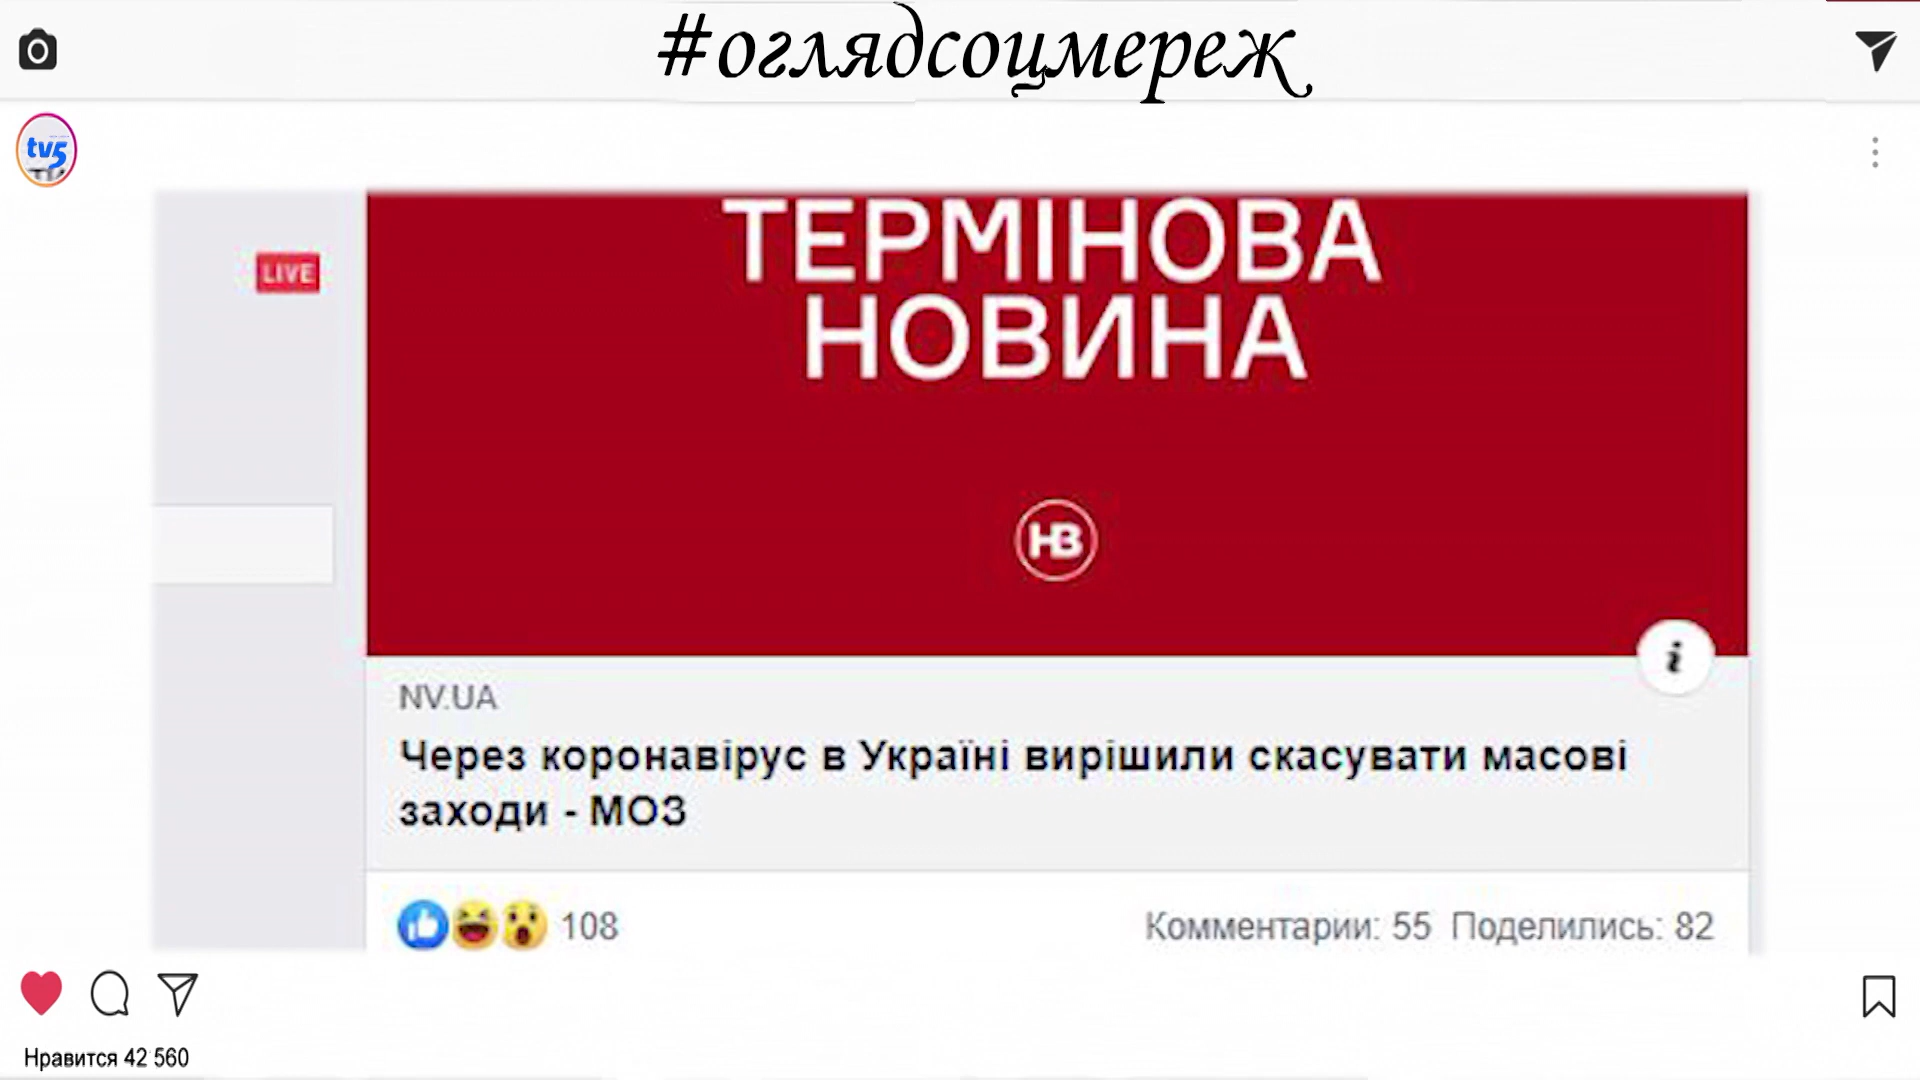 #оглядсоцмереж
tv5
LIVE
ТЕРМІНОВА
НОВИНА
НВ
i
NV.UA
Через коронавірус в Україні вирішили скасувати масові
заходи - МОЗ
108
Комментарии: 55 Поделились: 82
Нравится 42 560